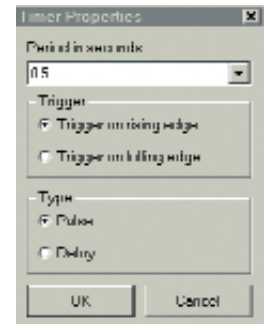 Timer Properties
Period in seconds
0.5
Trigger
Trigger on rising edge
Trigger on falling edge
Type
Pulse
Delay
OK
Cancel